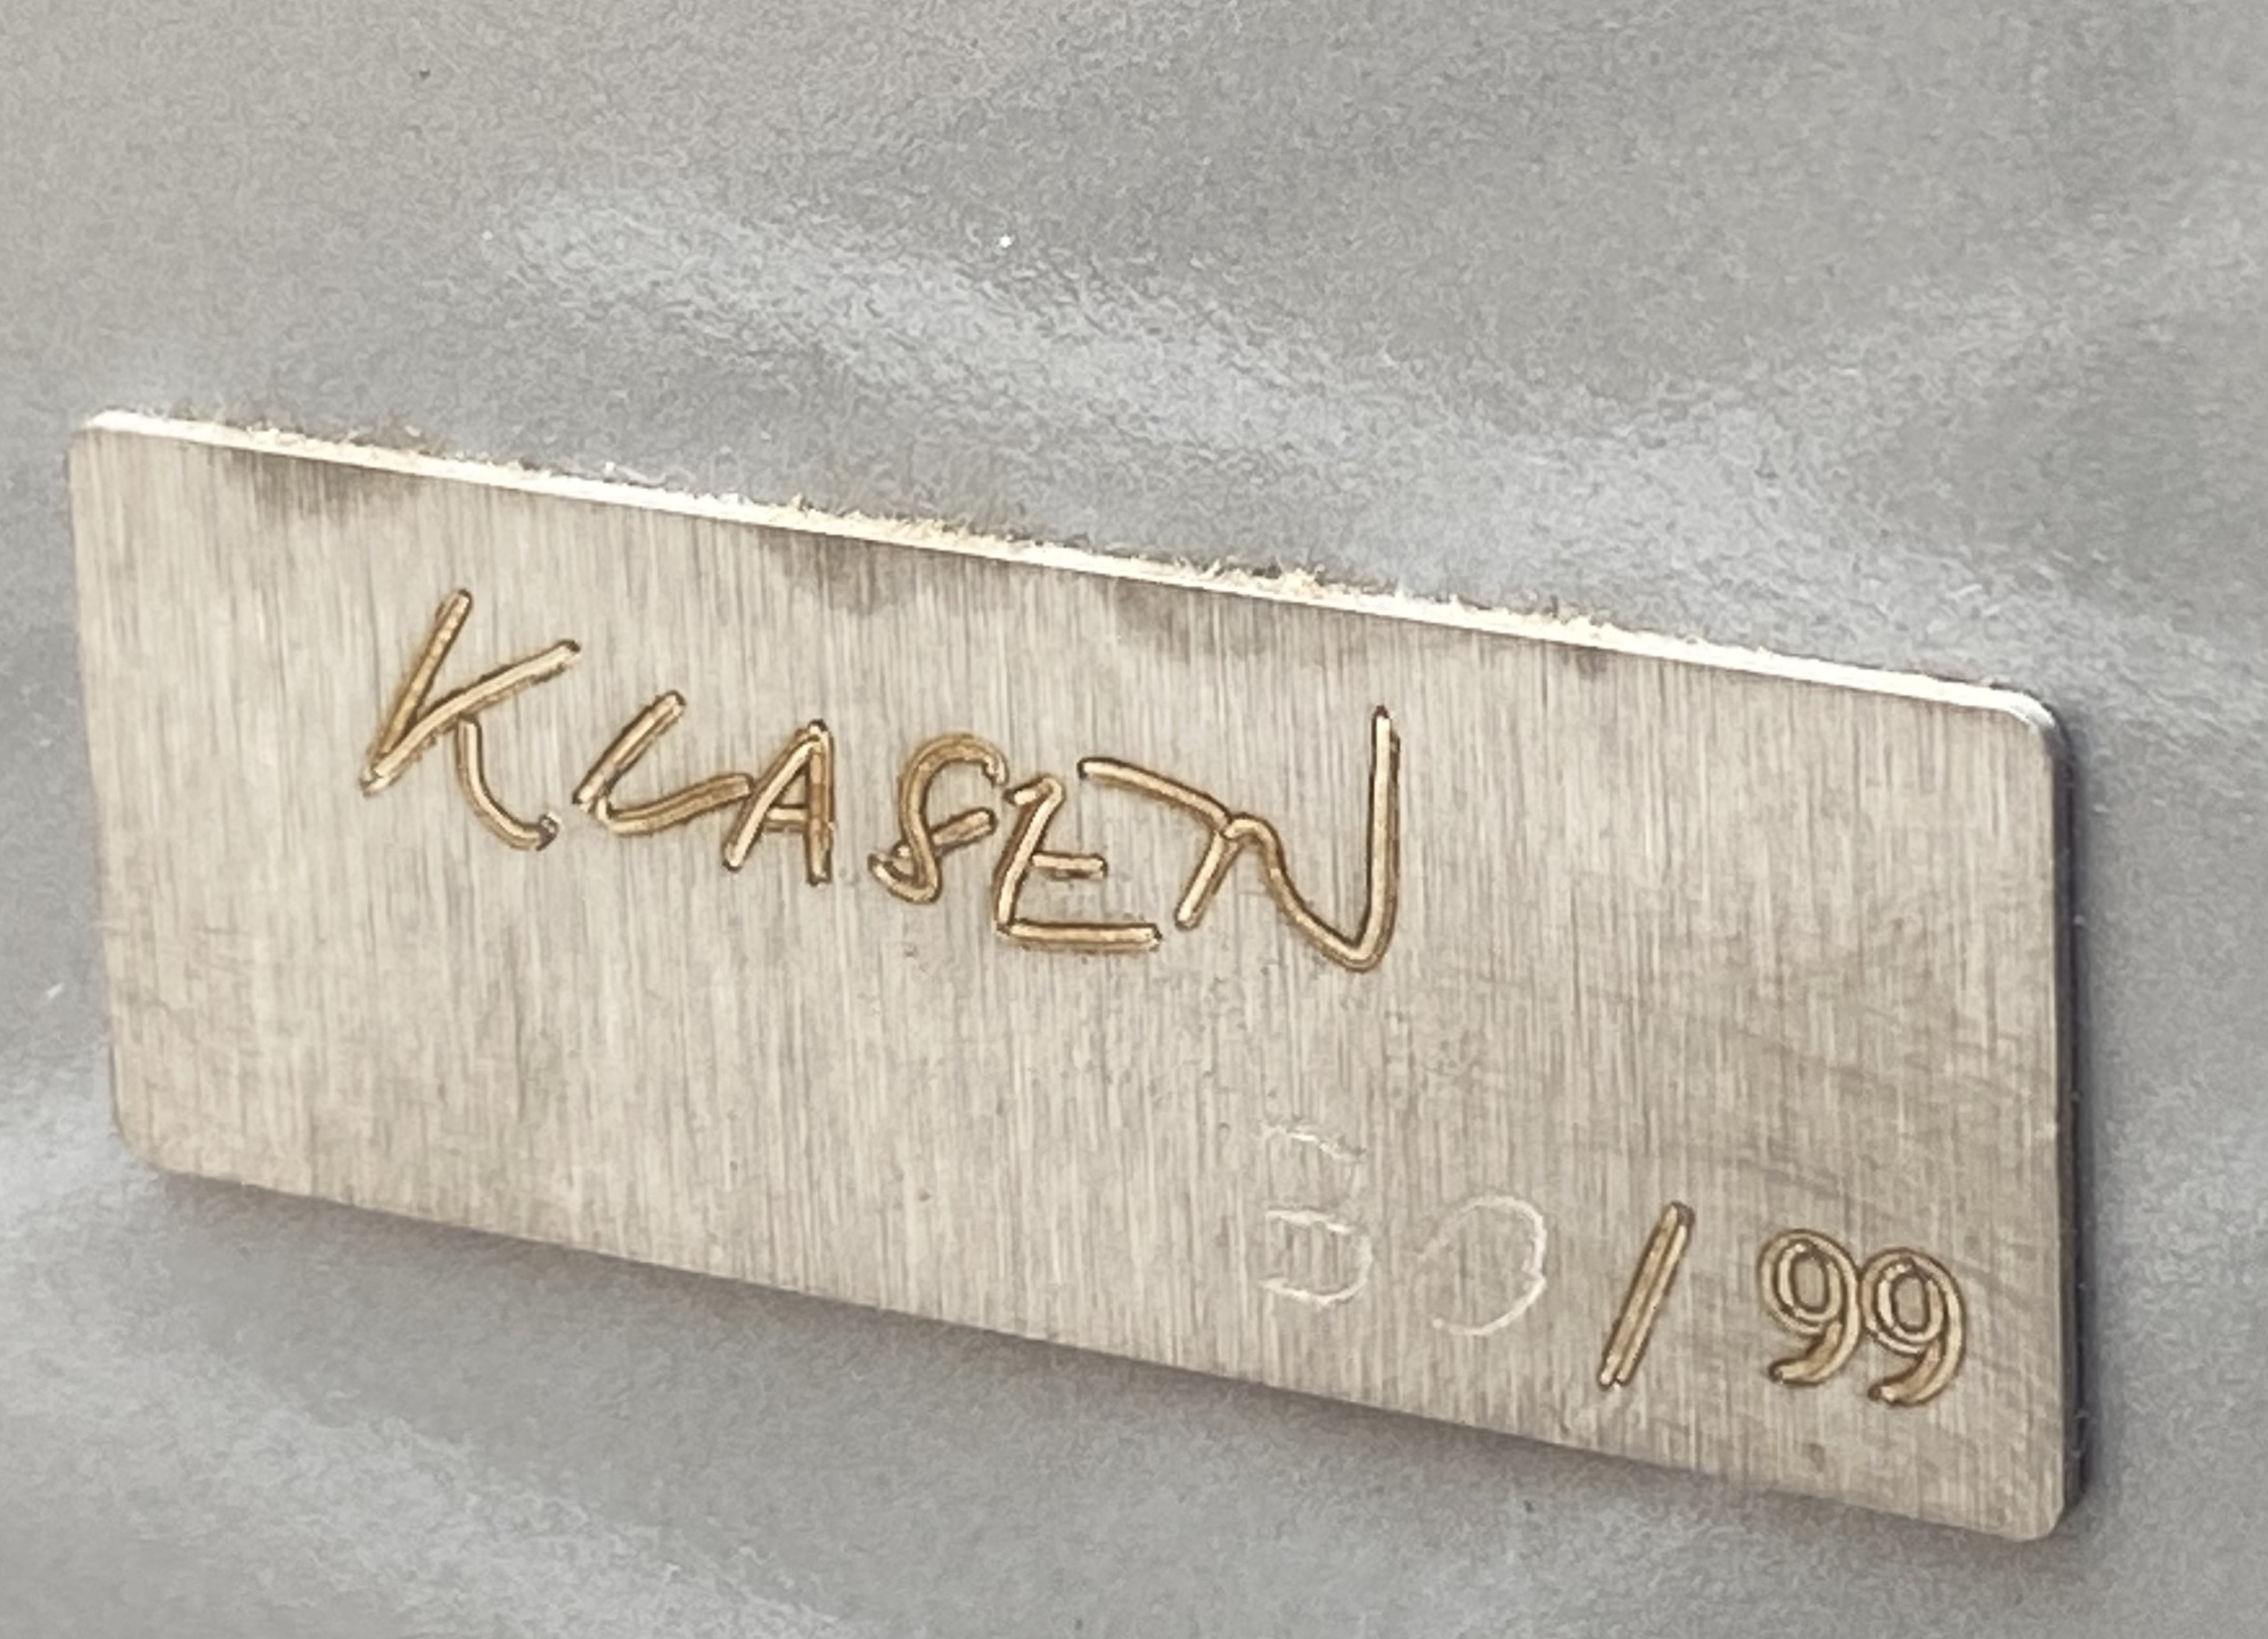 KLASEN
/ 99